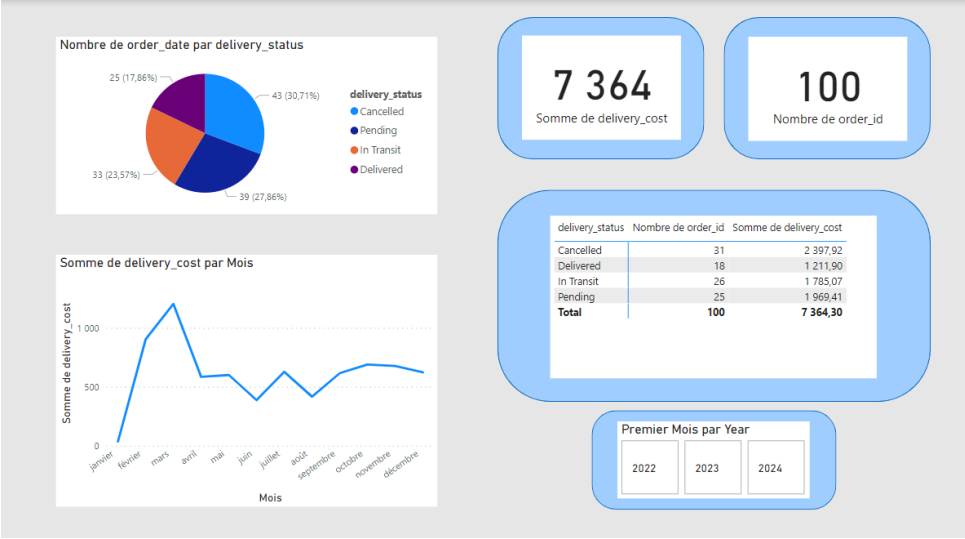 Nombre de order_date par delivery_status
25 (17,86%)
43 (30,71%)
33 (23,57%)
39 (27,86%)
delivery_status
Cancelled
Pending
In Transit
Delivered
7 364
Somme de delivery_cost
100
Nombre de order_id
delivery_status Nombre de order_id Somme de delivery_cost
Cancelled 31 2 397,92
Delivered 18 1 211,90
In Transit 26 1 785,07
Pending 25 1 969,41
Total 100 7 364,30
Somme de delivery_cost par Mois
Somme de delivery_cost
1 000
500
0
janvier février mars avril mai juin juillet août septembre octobre novembre décembre
Mois
Premier Mois par Year
2022 2023 2024